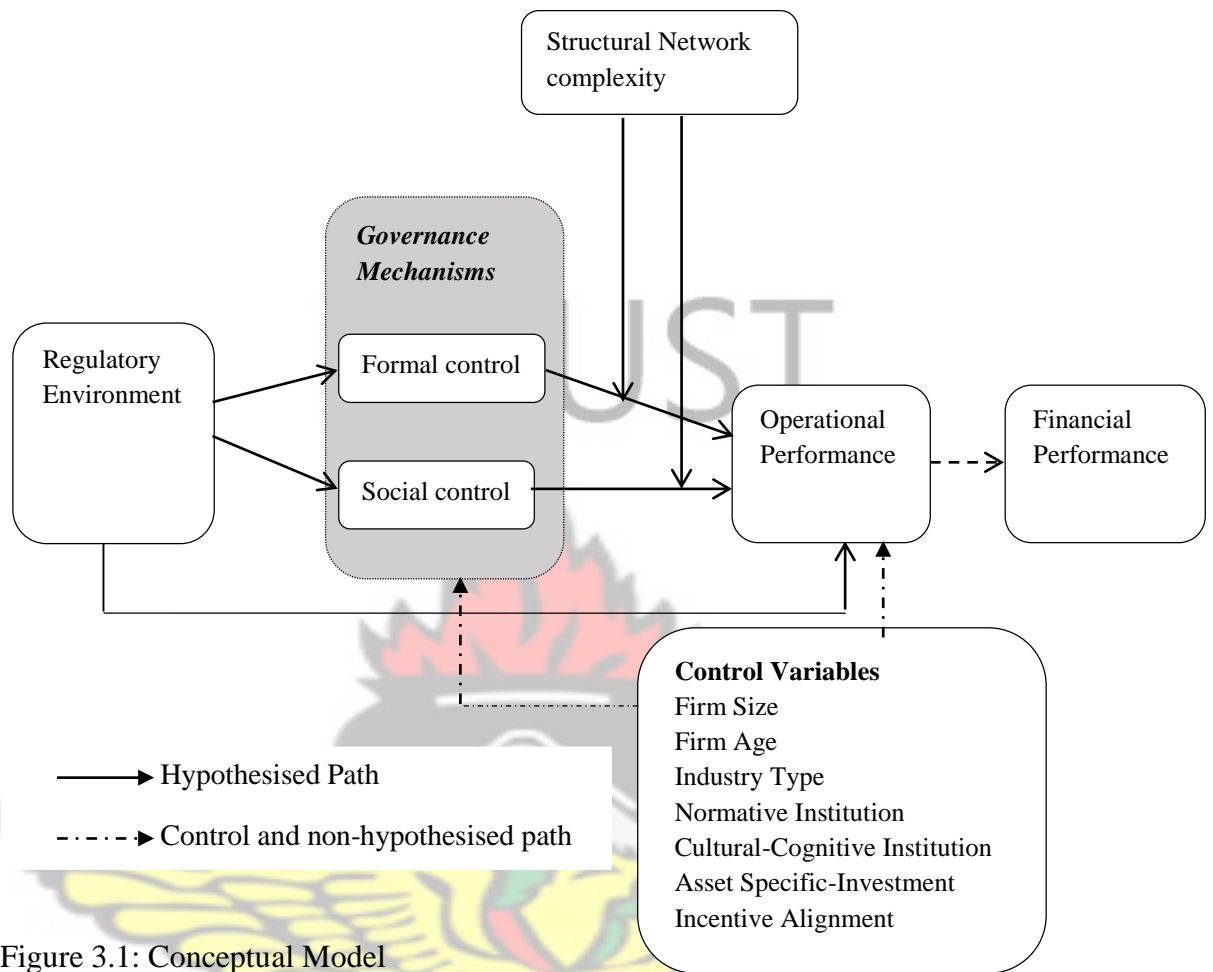 Structural Network
complexity
Governance
Mechanisms
Regulatory
Environment
Formal control
Social control
Operational
Performance
Financial
Performance
UST
Control Variables
Firm Size
Firm Age
Industry Type
Normative Institution
Cultural-Cognitive Institution
Asset Specific-Investment
Incentive Alignment
Hypothesised Path
Control and non-hypothesised path
Figure 3.1: Conceptual Model